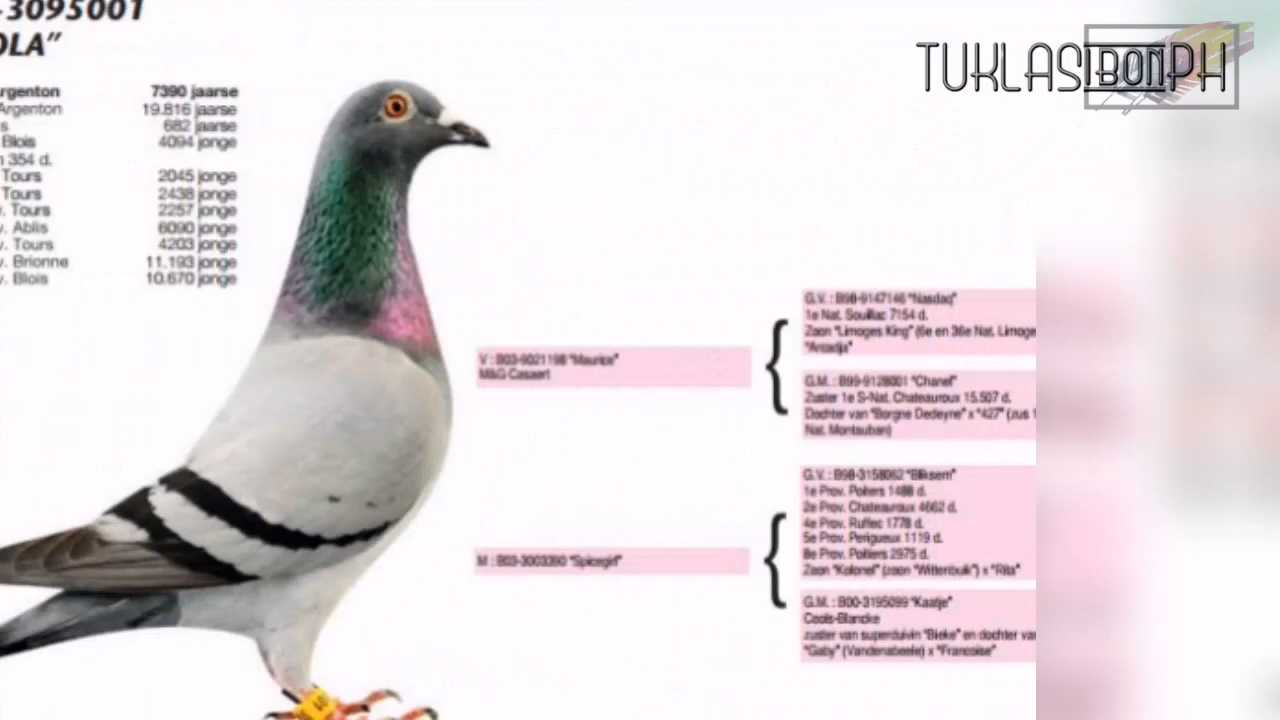 -3095001
OLA"
TUKLASIBONPH
rgenton 7390 jaarse
Argenton 19.816 jaarse
s 682 jaarse
Blois 4094 jonge
n 354 d.
Tours 2045 jonge
Tours 2438 jonge
v. Tours 2257 jonge
v. Ablis 6090 jonge
v. Tours 4203 jonge
v. Brionne 11.193 jonge
v. Blois 10.670 jonge
V : B03-9021198 "Maurice"
M&G Casaert
G.V. : B98-9147146 "Nasdaq"
1e Nat. Souillac 7154 d.
Zoon "Limoges King" (6e en 36e Nat. Limoge
"Arcadja"
G.M. : B99-9128001 "Chanel"
Zuster 1e S-Nat. Chateauroux 15.507 d.
Dochter van "Borgne Dedeyne" x "427" (zus 1
Nat. Montauban)
M : B03-3003360 "Spicegirl"
G.V. : B98-3158062 "Bliksem"
1e Prov. Poitiers 1488 d.
2e Prov. Chateauroux 4662 d.
4e Prov. Ruffec 1778 d.
5e Prov. Perigueux 1119 d.
8e Prov. Poitiers 2975 d.
Zoon "Kolonel" (zoon "Wittenbuik") x "Rita"
G.M. : B00-3195099 "Kaatje"
Cools-Blancke
zuster van superduivin "Bieke" en dochter va
"Gaby" (Vandenabeele) x "Francoise"